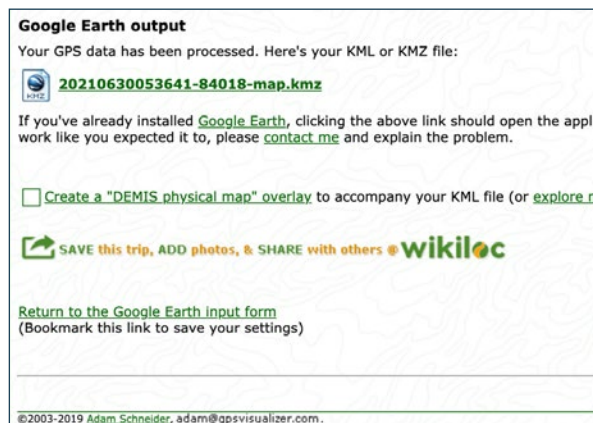 Google Earth output
Your GPS data has been processed. Here's your KML or KMZ file:
KMZ
20210630053641-84018-map.kmz
If you've already installed Google Earth, clicking the above link should open the appl
work like you expected it to, please contact me and explain the problem.
Create a "DEMIS physical map" overlay to accompany your KML file (or explore
SAVE this trip, ADD photos, & SHARE with others @ wikiloc
Return to the Google Earth input form
(Bookmark this link to save your settings)
©2003-2019 Adam Schneider, adam@gpsvisualizer.com.